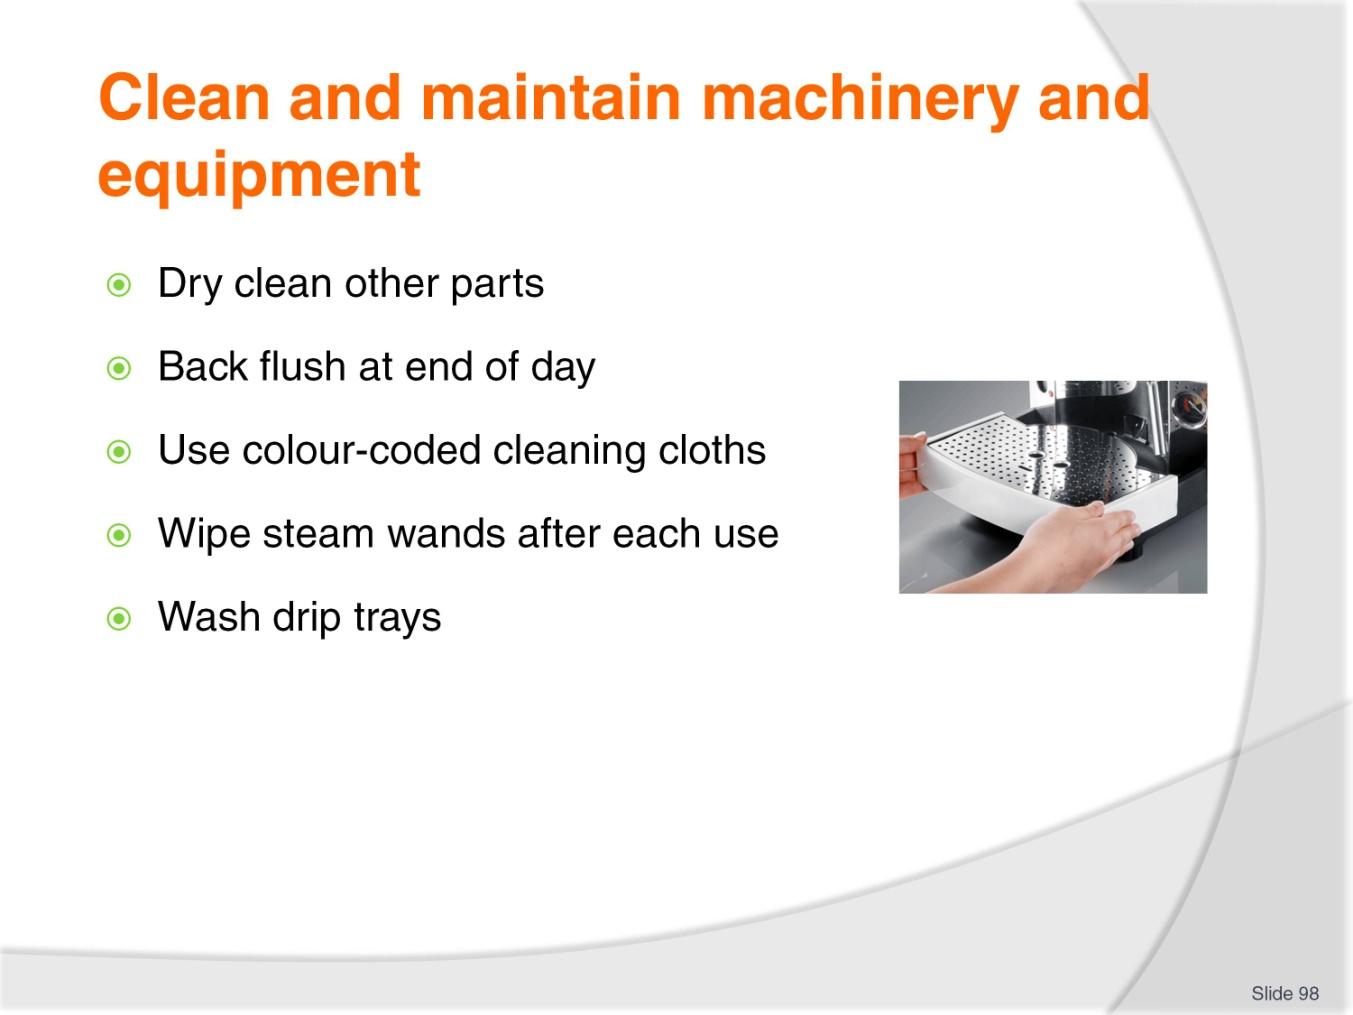 Clean and maintain machinery and
equipment
Dry clean other parts
Back flush at end of day
Use colour-coded cleaning cloths
Wipe steam wands after each use
Wash drip trays
Slide 98